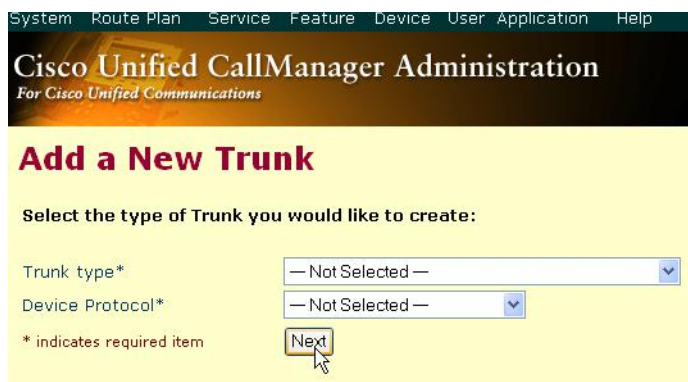 System Route Plan Service Feature Device User Application Help
Cisco Unified CallManager Administration
For Cisco Unified Communications
Add a New Trunk
Select the type of Trunk you would like to create:
Trunk type* — Not Selected —
Device Protocol* — Not Selected —
* indicates required item Next